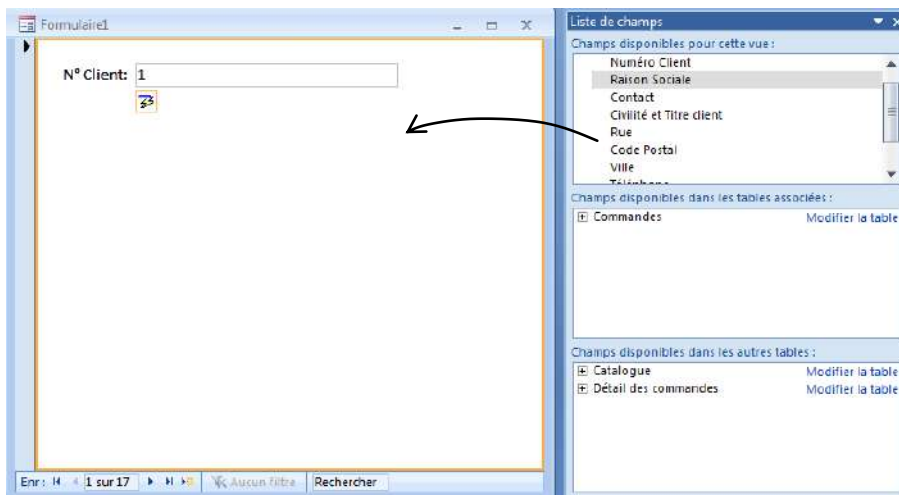 Formulaire1
N° Client: 1
Enr : 1 sur 17 Aucun filtre Rechercher
Liste de champs
Champs disponibles pour cette vue :
Numéro Client
Raison Sociale
Contact
Civilité et Titre client
Rue
Code Postal
Ville
Téléphone
Champs disponibles dans les tables associées :
Commandes Modifier la table
Champs disponibles dans les autres tables :
Catalogue Modifier la table
Détail des commandes Modifier la table